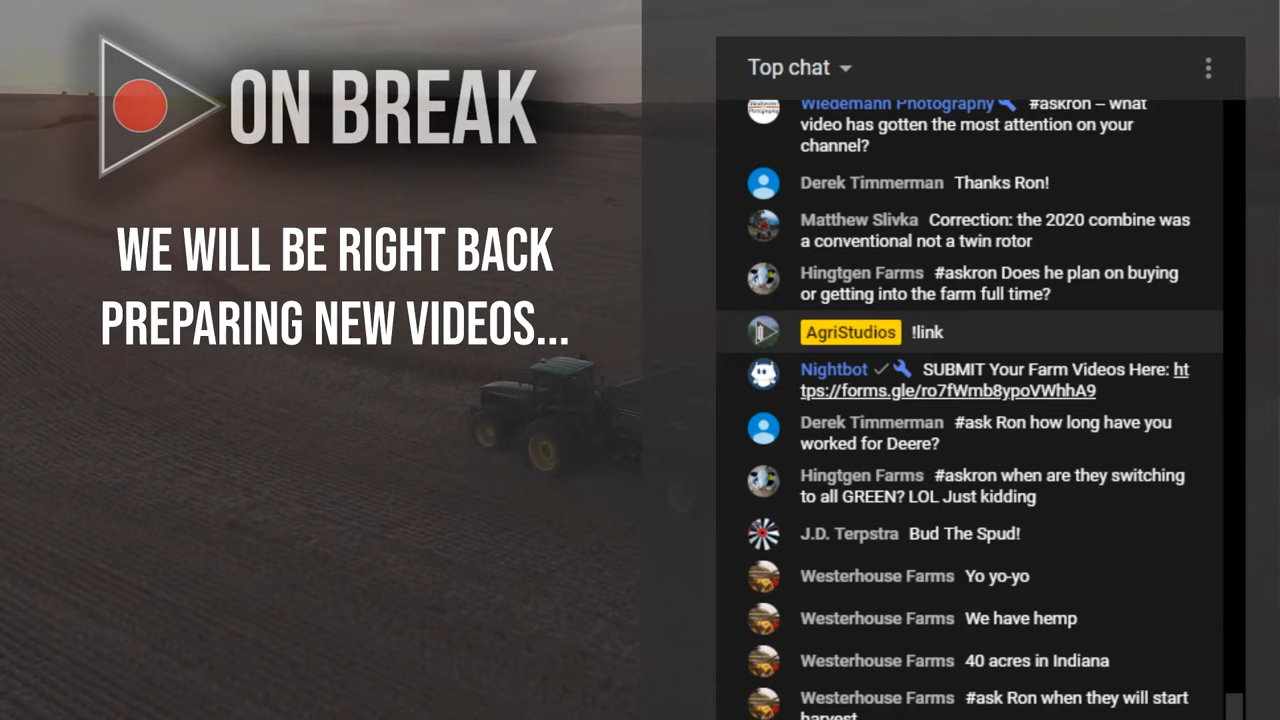 ON BREAK
WE WILL BE RIGHT BACK
PREPARING NEW VIDEOS...
Top chat
Wiedemann Photography #askron – what
video has gotten the most attention on your
channel?
Derek Timmerman Thanks Ron!
Matthew Slivka Correction: the 2020 combine was
a conventional not a twin rotor
Hingtgen Farms #askron Does he plan on buying
or getting into the farm full time?
AgriStudios !link
Nightbot SUBMIT Your Farm Videos Here: ht
tps://forms.gle/ro7fWmb8ypoVWhhA9
Derek Timmerman #ask Ron how long have you
worked for Deere?
Hingtgen Farms #askron when are they switching
to all GREEN? LOL Just kidding
J.D. Terpstra Bud The Spud!
Westerhouse Farms Yo yo-yo
Westerhouse Farms We have hemp
Westerhouse Farms 40 acres in Indiana
Westerhouse Farms #ask Ron when they will start
harvest